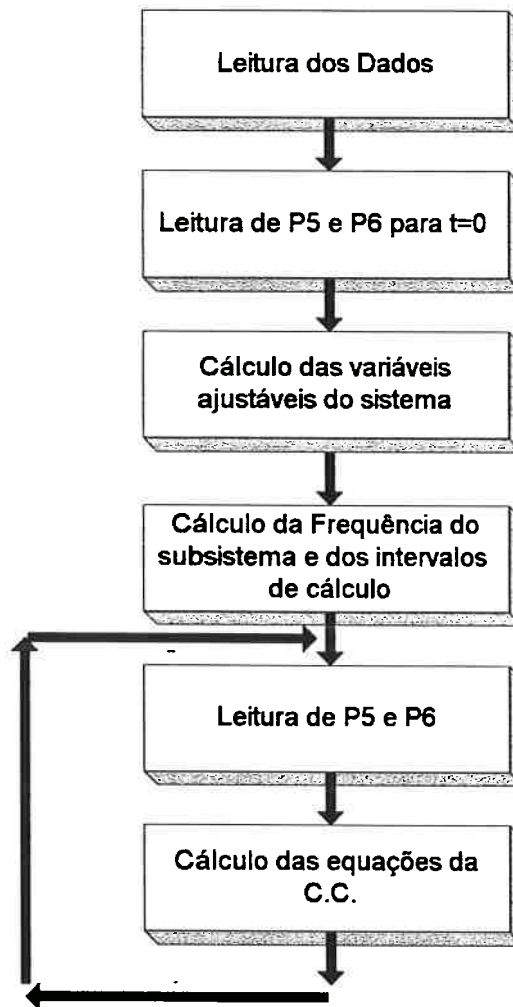 Leitura dos Dados
Leitura de P5 e P6 para t=0
Cálculo das variáveis
ajustáveis do sistema
Cálculo da Frequência do
subsistema e dos intervalos
de cálculo
Leitura de P5 e P6
Cálculo das equações da
C.C.